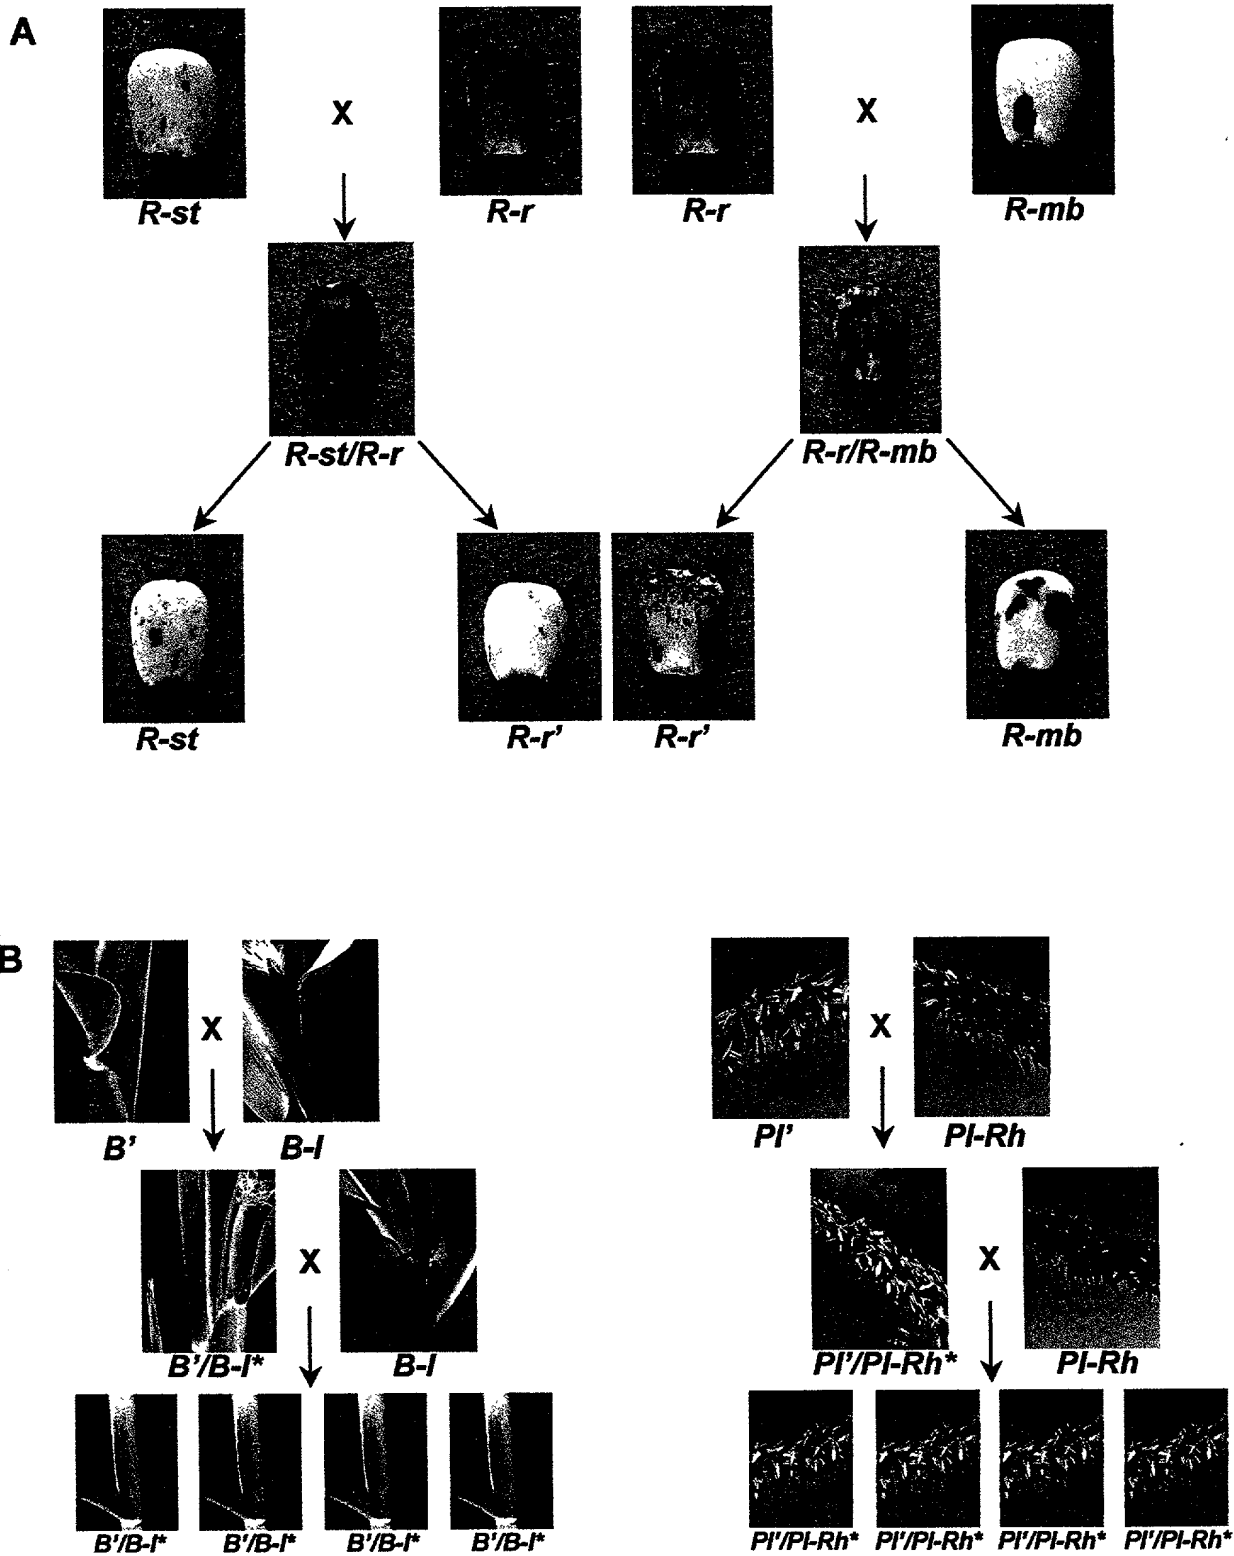 A
X X
R-st R-r R-r R-mb
R-st/R-r R-r/R-mb
R-st R-r’ R-r’ R-mb
B
X X
B’ B-I Pl’ Pl-Rh
X X
B’/B-I* B-I Pl’/Pl-Rh* Pl-Rh
B’/B-I* B’/B-I* B’/B-I* B’/B-I* Pl’/Pl-Rh* Pl’/Pl-Rh* Pl’/Pl-Rh* Pl’/Pl-Rh*